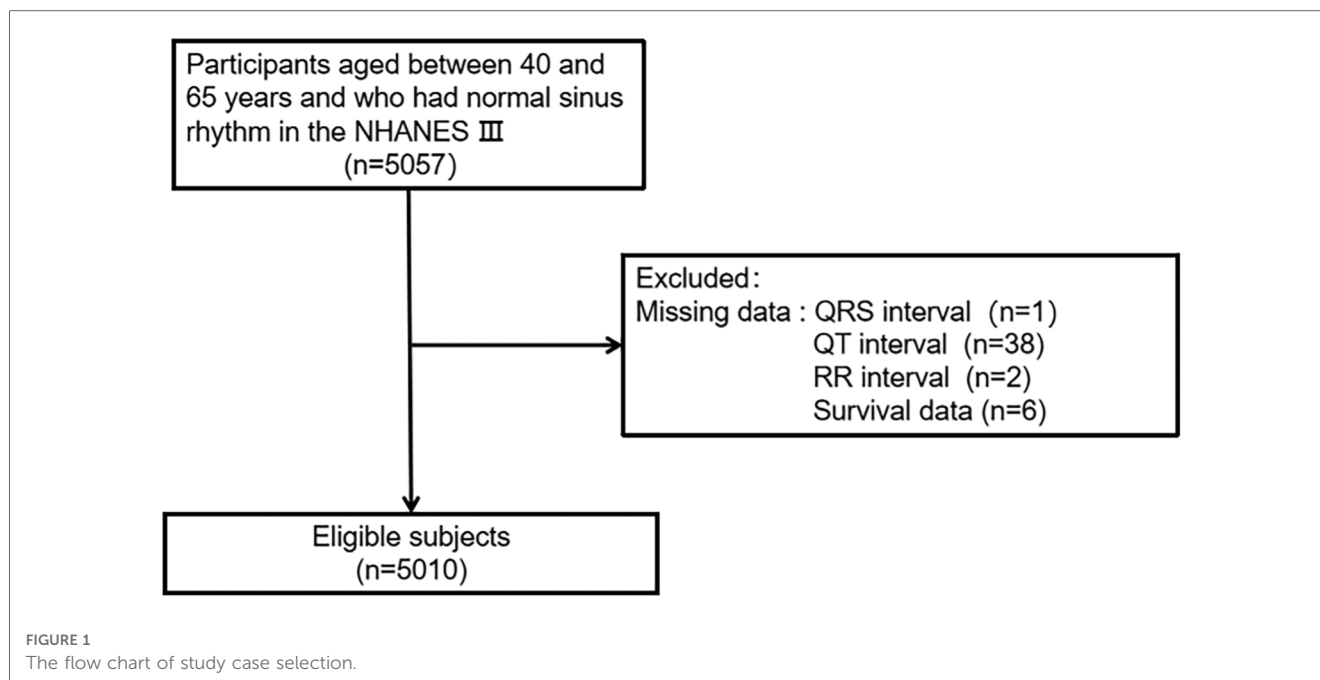 Participants aged between 40 and
65 years and who had normal sinus
rhythm in the NHANES Ⅲ
(n=5057)
Excluded：
Missing data : QRS interval (n=1)
QT interval (n=38)
RR interval (n=2)
Survival data (n=6)
Eligible subjects
(n=5010)
FIGURE 1
The flow chart of study case selection.